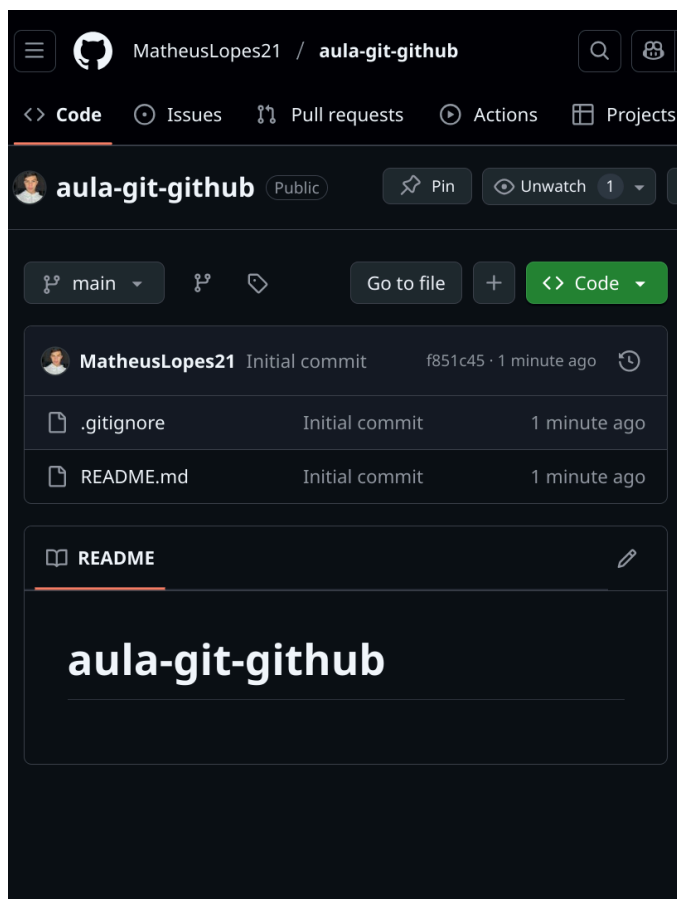 MatheusLopes21 / aula-git-github
Code Issues Pull requests Actions Projects
aula-git-github Public Pin Unwatch 1
main Go to file Code
MatheusLopes21 Initial commit f851c45 · 1 minute ago
.gitignore Initial commit 1 minute ago
README.md Initial commit 1 minute ago
README
aula-git-github